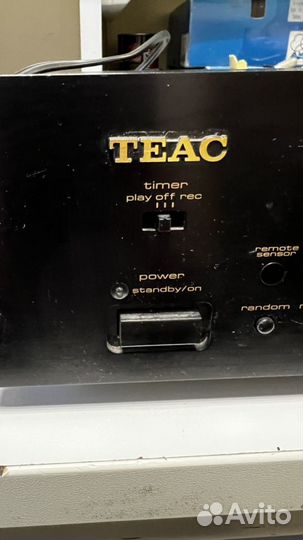 TEAC
timer
play off rec
remote
sensor
power
standby/on
random
Avito